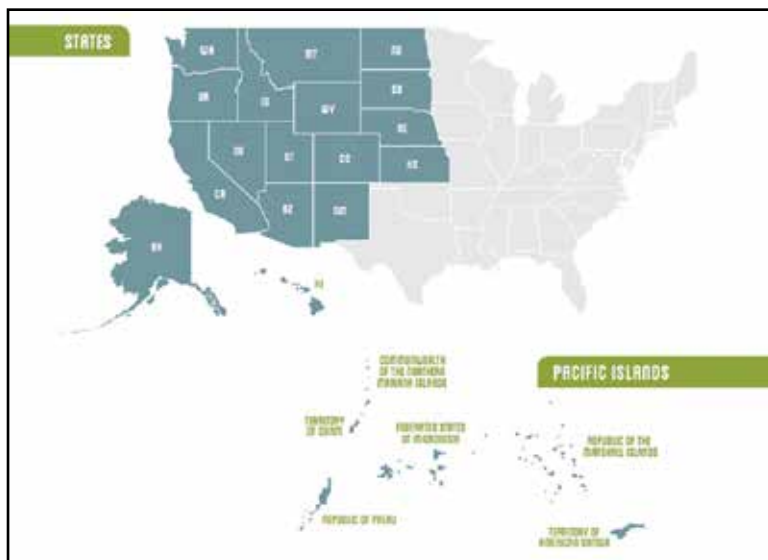 STATES
WA
MT
ND
OR
ID
SD
WY
NE
NV
UT
CO
KS
CA
AZ
NM
AK
HI
COMMONWEALTH
OF THE NORTHERN
MARIANA ISLANDS
PACIFIC ISLANDS
TERRITORY
OF GUAM
FEDERATED STATES
OF MICRONESIA
REPUBLIC OF THE
MARSHALL ISLANDS
REPUBLIC OF PALAU
TERRITORY OF
AMERICAN SAMOA